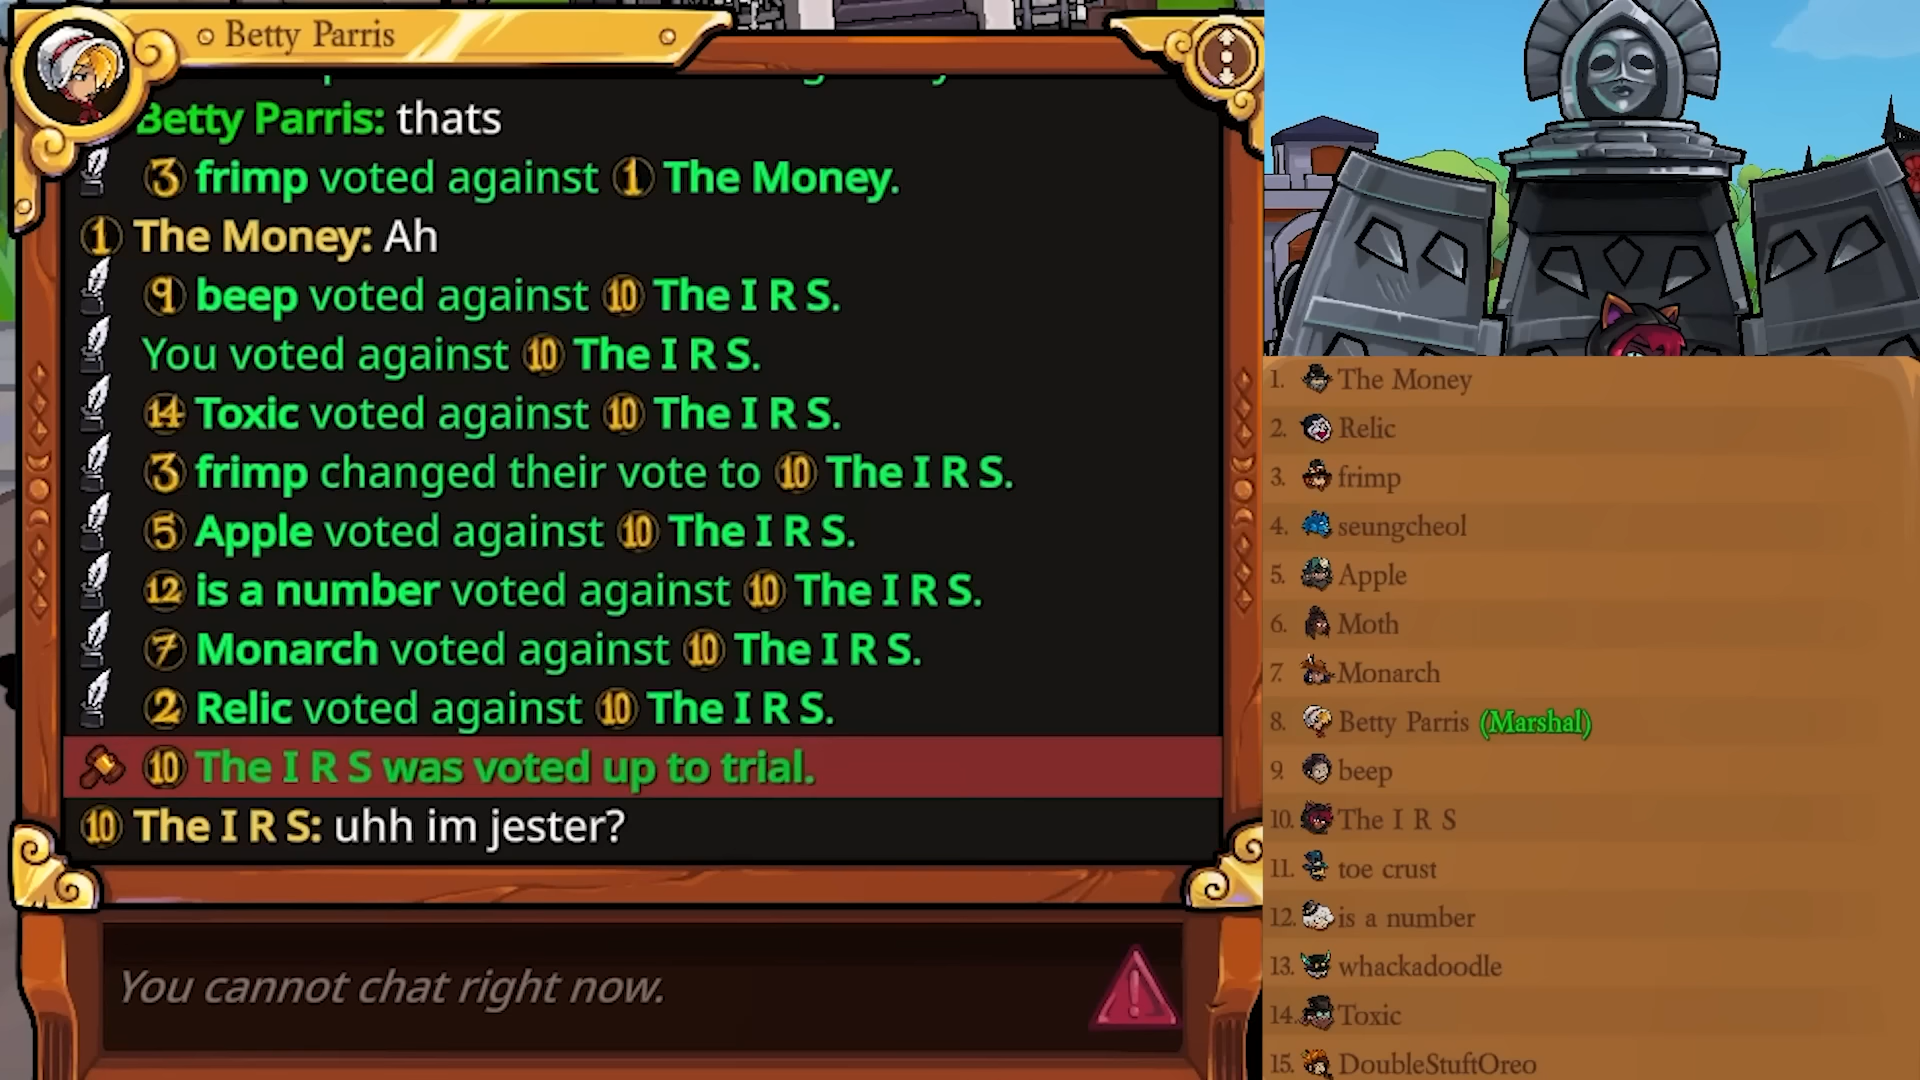 Betty Parris
Betty Parris: thats
3 frimp voted against 1 The Money.
1 The Money: Ah
9 beep voted against 10 The I R S.
You voted against 10 The I R S.
14 Toxic voted against 10 The I R S.
3 frimp changed their vote to 10 The I R S.
5 Apple voted against 10 The I R S.
12 is a number voted against 10 The I R S.
7 Monarch voted against 10 The I R S.
2 Relic voted against 10 The I R S.
10 The I R S was voted up to trial.
10 The I R S: uhh im jester?
You cannot chat right now.
1. The Money
2. Relic
3. frimp
4. seungcheol
5. Apple
6. Moth
7. Monarch
8. Betty Parris (Marshal)
9. beep
10. The I R S
11. toe crust
12. is a number
13. whackadoodle
14. Toxic
15. DoubleStuftOreo